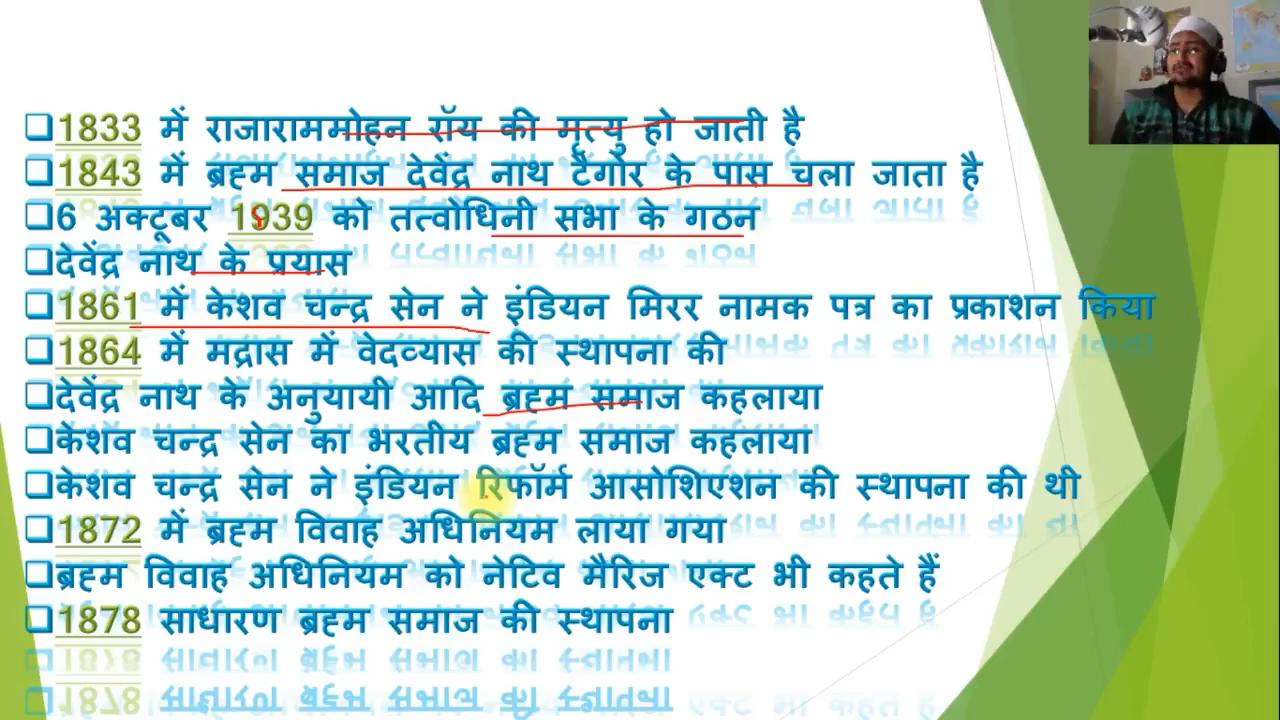 1833 में राजाराममोहन रॉय की मृत्यु हो जाती है
1843 में ब्रह्म समाज देवेंद्र नाथ टैगोर के पास चला जाता है
6 अक्टूबर 1939 को तत्वोधिनी सभा के गठन
देवेंद्र नाथ के प्रयास
1861 में केशव चन्द्र सेन ने इंडियन मिरर नामक पत्र का प्रकाशन किया
1864 में मद्रास में वेदव्यास की स्थापना की
देवेंद्र नाथ के अनुयायी आदि ब्रह्म समाज कहलाया
केशव चन्द्र सेन का भरतीय ब्रह्म समाज कहलाया
केशव चन्द्र सेन ने इंडियन रिफॉर्म आसोशिएशन की स्थापना की थी
1872 में ब्रह्म विवाह अधिनियम लाया गया
ब्रह्म विवाह अधिनियम को नेटिव मैरिज एक्ट भी कहते हैं
1878 साधारण ब्रह्म समाज की स्थापना